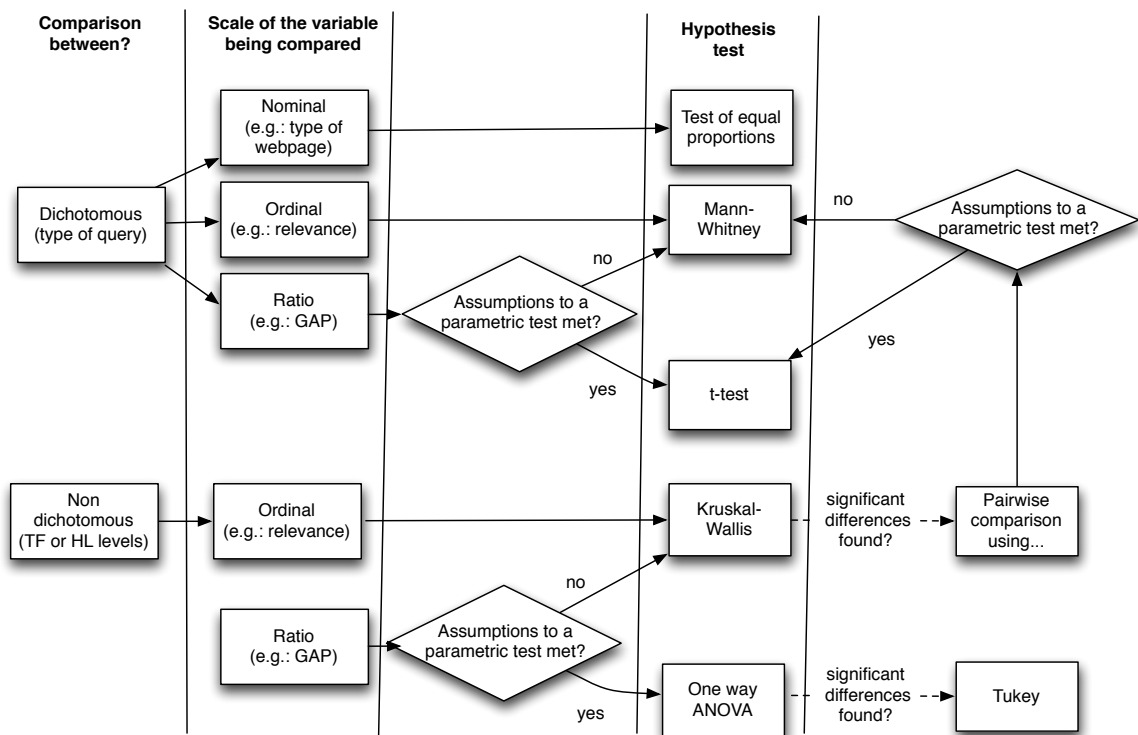 Comparison
between?
Scale of the variable
being compared
Hypothesis
test
Nominal
(e.g.: type of
webpage)
Test of equal
proportions
Dichotomous
(type of query)
Ordinal
(e.g.: relevance)
Mann-
Whitney
no
Assumptions to a
parametric test met?
no
Ratio
(e.g.: GAP)
Assumptions to a
parametric test met?
yes
yes
t-test
Non
dichotomous
(TF or HL levels)
Ordinal
(e.g.: relevance)
Kruskal-
Wallis
significant
differences
found?
Pairwise
comparison
using...
no
Ratio
(e.g.: GAP)
Assumptions to a
parametric test met?
yes
One way
ANOVA
significant
differences
found?
Tukey